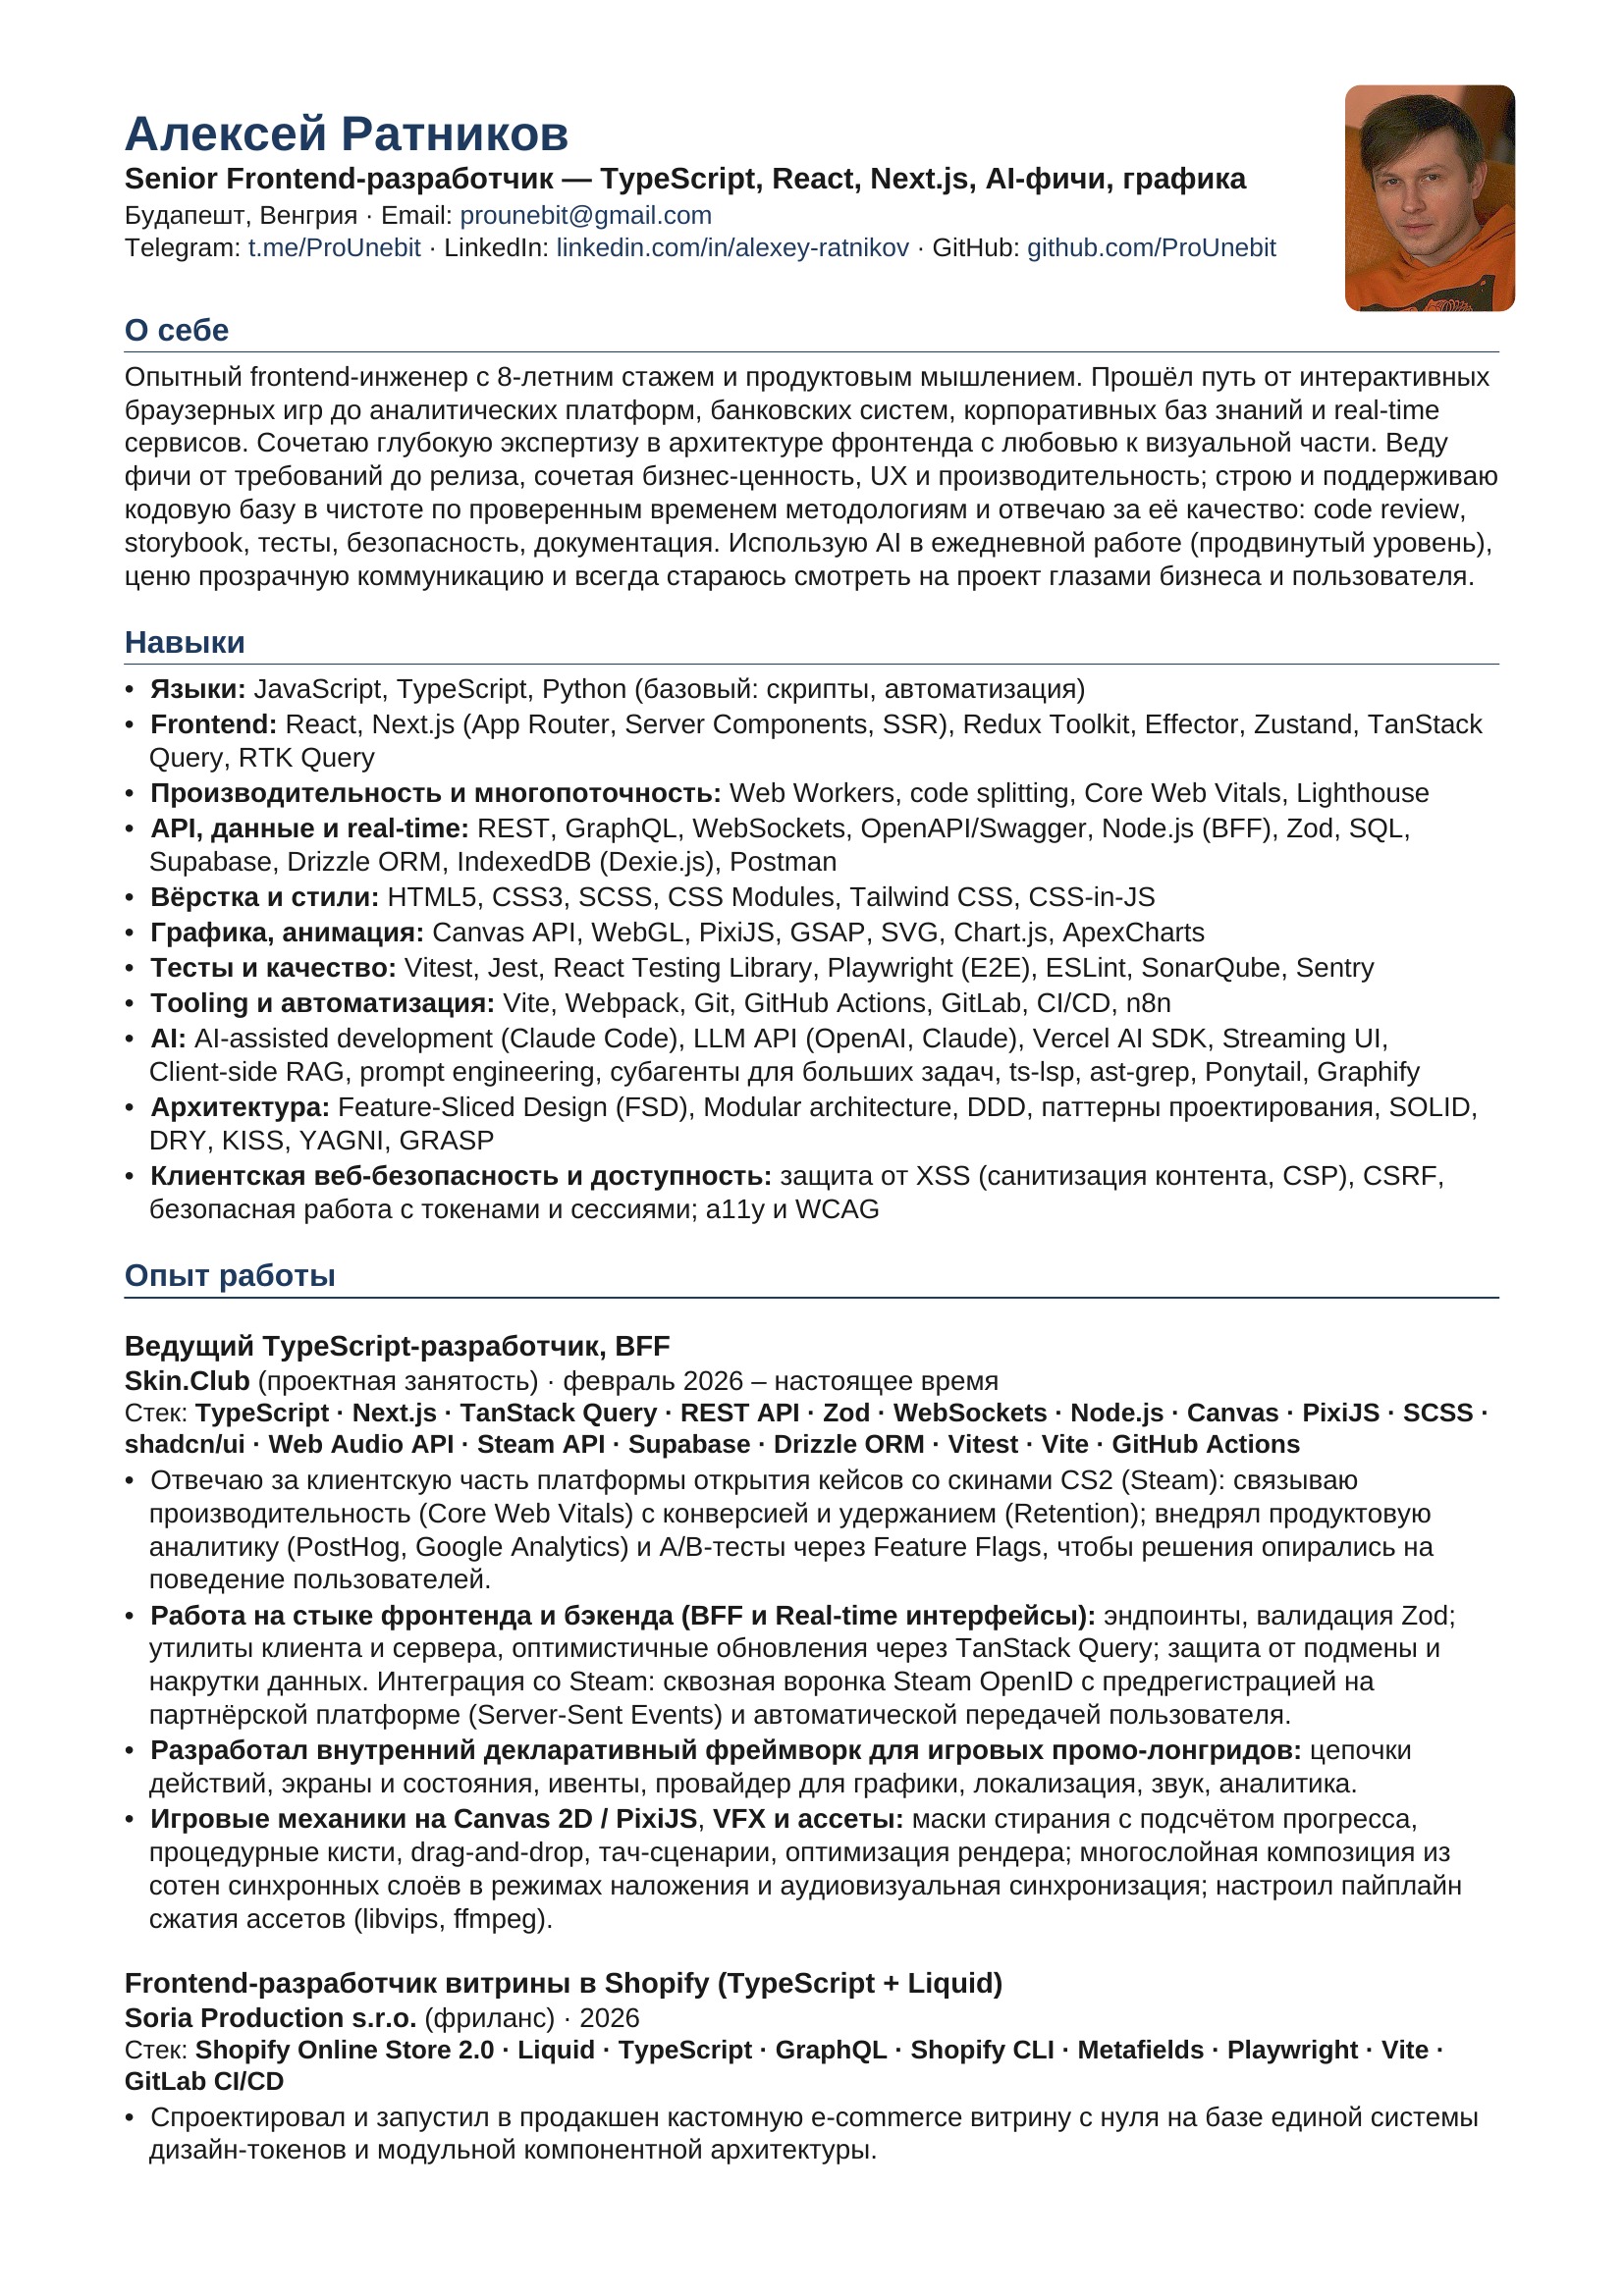 Алексей Ратников
Senior Frontend-разработчик — TypeScript, React, Next.js, AI-фичи, графика
Будапешт, Венгрия · Email: prounebit@gmail.com
Telegram: t.me/ProUnebit · LinkedIn: linkedin.com/in/alexey-ratnikov · GitHub: github.com/ProUnebit
О себе
Опытный frontend-инженер с 8-летним стажем и продуктовым мышлением. Прошёл путь от интерактивных
браузерных игр до аналитических платформ, банковских систем, корпоративных баз знаний и real-time
сервисов. Сочетаю глубокую экспертизу в архитектуре фронтенда с любовью к визуальной части. Веду
фичи от требований до релиза, сочетая бизнес-ценность, UX и производительность; строю и поддерживаю
кодовую базу в чистоте по проверенным временем методологиям и отвечаю за её качество: code review,
storybook, тесты, безопасность, документация. Использую AI в ежедневной работе (продвинутый уровень),
ценю прозрачную коммуникацию и всегда стараюсь смотреть на проект глазами бизнеса и пользователя.
Навыки
• Языки: JavaScript, TypeScript, Python (базовый: скрипты, автоматизация)
• Frontend: React, Next.js (App Router, Server Components, SSR), Redux Toolkit, Effector, Zustand, TanStack
Query, RTK Query
• Производительность и многопоточность: Web Workers, code splitting, Core Web Vitals, Lighthouse
• API, данные и real-time: REST, GraphQL, WebSockets, OpenAPI/Swagger, Node.js (BFF), Zod, SQL,
Supabase, Drizzle ORM, IndexedDB (Dexie.js), Postman
• Вёрстка и стили: HTML5, CSS3, SCSS, CSS Modules, Tailwind CSS, CSS-in-JS
• Графика, анимация: Canvas API, WebGL, PixiJS, GSAP, SVG, Chart.js, ApexCharts
• Тесты и качество: Vitest, Jest, React Testing Library, Playwright (E2E), ESLint, SonarQube, Sentry
• Tooling и автоматизация: Vite, Webpack, Git, GitHub Actions, GitLab, CI/CD, n8n
• AI: AI-assisted development (Claude Code), LLM API (OpenAI, Claude), Vercel AI SDK, Streaming UI,
Client-side RAG, prompt engineering, субагенты для больших задач, ts-lsp, ast-grep, Ponytail, Graphify
• Архитектура: Feature-Sliced Design (FSD), Modular architecture, DDD, паттерны проектирования, SOLID,
DRY, KISS, YAGNI, GRASP
• Клиентская веб-безопасность и доступность: защита от XSS (санитизация контента, CSP), CSRF,
безопасная работа с токенами и сессиями; a11y и WCAG
Опыт работы
Ведущий TypeScript-разработчик, BFF
Skin.Club (проектная занятость) · февраль 2026 – настоящее время
Стек: TypeScript · Next.js · TanStack Query · REST API · Zod · WebSockets · Node.js · Canvas · PixiJS · SCSS ·
shadcn/ui · Web Audio API · Steam API · Supabase · Drizzle ORM · Vitest · Vite · GitHub Actions
• Отвечаю за клиентскую часть платформы открытия кейсов со скинами CS2 (Steam): связываю
производительность (Core Web Vitals) с конверсией и удержанием (Retention); внедрял продуктовую
аналитику (PostHog, Google Analytics) и A/B-тесты через Feature Flags, чтобы решения опирались на
поведение пользователей.
• Работа на стыке фронтенда и бэкенда (BFF и Real-time интерфейсы): эндпоинты, валидация Zod;
утилиты клиента и сервера, оптимистичные обновления через TanStack Query; защита от подмены и
накрутки данных. Интеграция со Steam: сквозная воронка Steam OpenID с предрегистрацией на
партнёрской платформе (Server-Sent Events) и автоматической передачей пользователя.
• Разработал внутренний декларативный фреймворк для игровых промо-лонгридов: цепочки
действий, экраны и состояния, ивенты, провайдер для графики, локализация, звук, аналитика.
• Игровые механики на Canvas 2D / PixiJS, VFX и ассеты: маски стирания с подсчётом прогресса,
процедурные кисти, drag-and-drop, тач-сценарии, оптимизация рендера; многослойная композиция из
сотен синхронных слоёв в режимах наложения и аудиовизуальная синхронизация; настроил пайплайн
сжатия ассетов (libvips, ffmpeg).
Frontend-разработчик витрины в Shopify (TypeScript + Liquid)
Soria Production s.r.o. (фриланс) · 2026
Стек: Shopify Online Store 2.0 · Liquid · TypeScript · GraphQL · Shopify CLI · Metafields · Playwright · Vite ·
GitLab CI/CD
• Спроектировал и запустил в продакшен кастомную e-commerce витрину с нуля на базе единой системы
дизайн-токенов и модульной компонентной архитектуры.